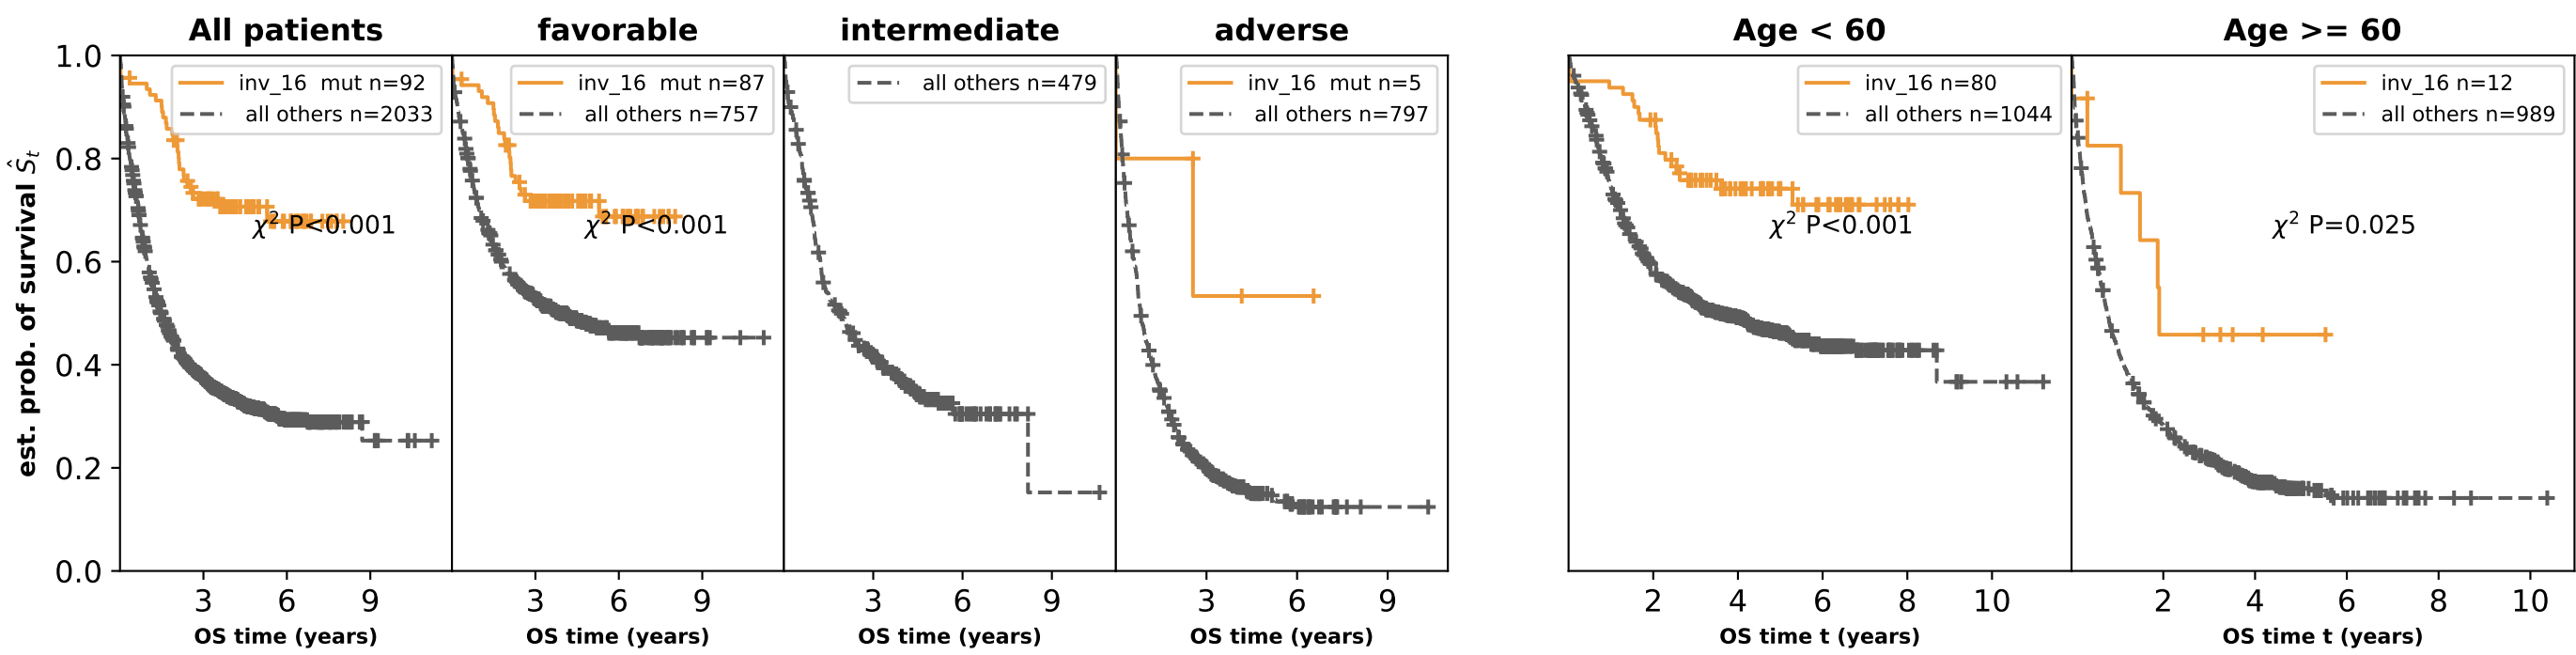 All patients
favorable
intermediate
adverse
Age < 60
Age >= 60
est. prob. of survival Ŝt
1.0
0.8
0.6
0.4
0.2
0.0
inv_16 mut n=92
all others n=2033
χ² P<0.001
3 6 9
OS time (years)
inv_16 mut n=87
all others n=757
χ² P<0.001
3 6 9
OS time (years)
all others n=479
3 6 9
OS time (years)
inv_16 mut n=5
all others n=797
3 6 9
OS time (years)
inv_16 n=80
all others n=1044
χ² P<0.001
2 4 6 8 10
OS time t (years)
inv_16 n=12
all others n=989
χ² P=0.025
2 4 6 8 10
OS time t (years)